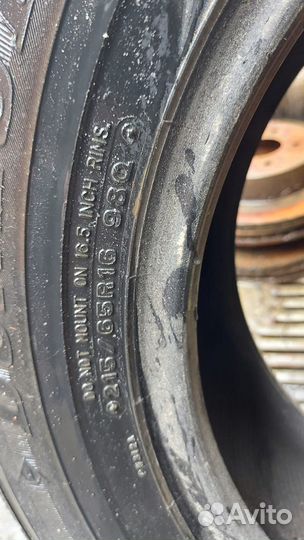 DO NOT MOUNT ON 16.5 INCH RIMS.
215/65R16 98Q
Avito